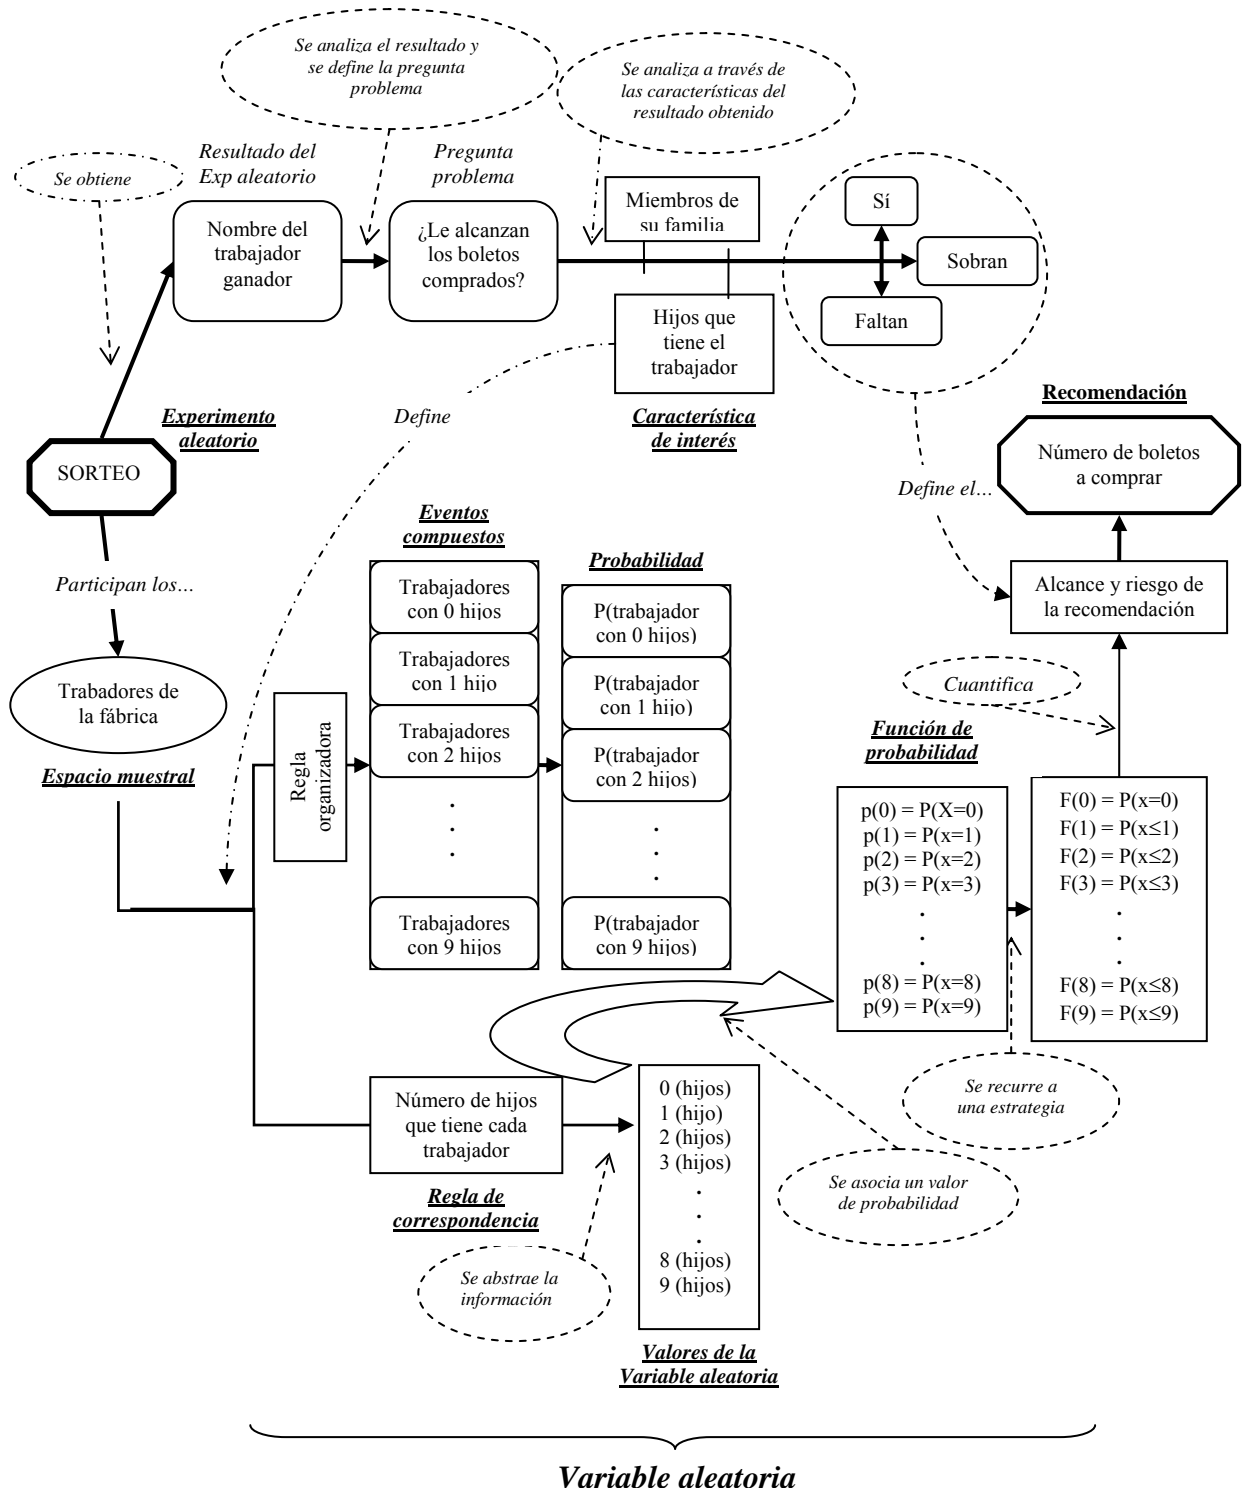 Se analiza el resultado y
se define la pregunta
problema
Se analiza a través de
las características del
resultado obtenido
Se obtiene
Resultado del
Exp aleatorio
Pregunta
problema
Nombre del
trabajador
ganador
¿Le alcanzan
los boletos
comprados?
Miembros de
su familia
Sí
Sobran
Faltan
Hijos que
tiene el
trabajador
Experimento
aleatorio
Define
Característica
de interés
Recomendación
SORTEO
Número de boletos
a comprar
Define el…
Eventos
compuestos
Probabilidad
Participan los…
Trabajadores
con 0 hijos
P(trabajador
con 0 hijos)
Alcance y riesgo de
la recomendación
Trabajadores
con 1 hijo
P(trabajador
con 1 hijo)
Cuantifica
Trabadores de
la fábrica
Trabajadores
con 2 hijos
P(trabajador
con 2 hijos)
Función de
probabilidad
Espacio muestral
Regla
organizadora
.
.
.
.
.
.
Trabajadores
con 9 hijos
P(trabajador
con 9 hijos)
p(0) = P(X=0)
p(1) = P(x=1)
p(2) = P(x=2)
p(3) = P(x=3)
.
.
.
p(8) = P(x=8)
p(9) = P(x=9)
F(0) = P(x=0)
F(1) = P(x≤1)
F(2) = P(x≤2)
F(3) = P(x≤3)
.
.
.
F(8) = P(x≤8)
F(9) = P(x≤9)
Se recurre a
una estrategia
Número de hijos
que tiene cada
trabajador
0 (hijos)
1 (hijo)
2 (hijos)
3 (hijos)
.
.
.
8 (hijos)
9 (hijos)
Se asocia un valor
de probabilidad
Regla de
correspondencia
Se abstrae la
información
Valores de la
Variable aleatoria
Variable aleatoria